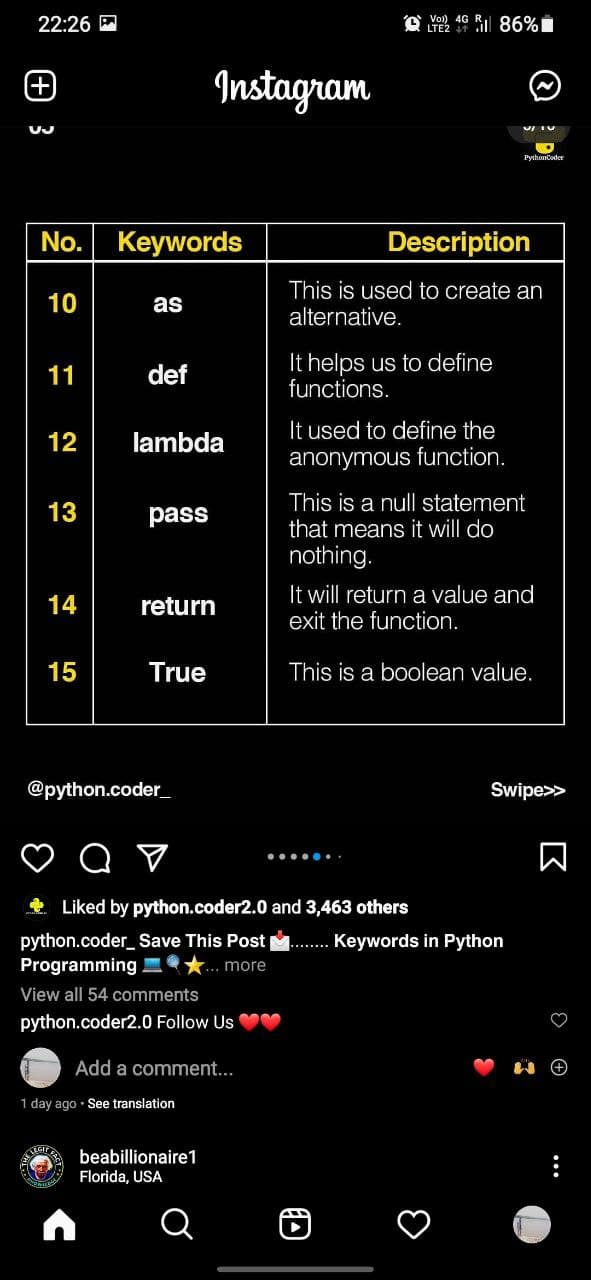 22:26 Vo)) LTE2 4G R 86%
Instagram
PythonCoder
No. Keywords Description
10 as This is used to create an
alternative.
11 def It helps us to define
functions.
12 lambda It used to define the
anonymous function.
13 pass This is a null statement
that means it will do
nothing.
14 return It will return a value and
exit the function.
15 True This is a boolean value.
@python.coder_ Swipe>>
Liked by python.coder2.0 and 3,463 others
python.coder_ Save This Post 📩........ Keywords in Python
Programming 💻🔍⭐... more
View all 54 comments
python.coder2.0 Follow Us ❤️❤️
Add a comment...
1 day ago • See translation
THE LEGIT FACT
beabillionaire1
Florida, USA